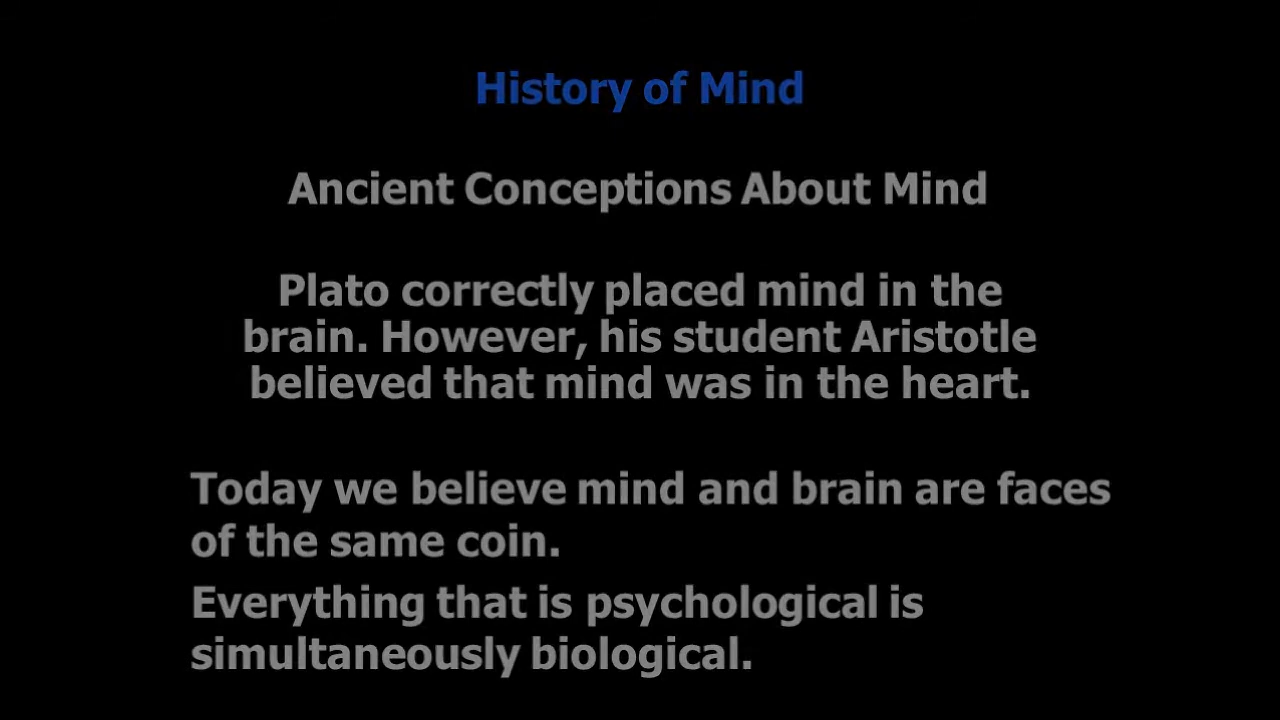 History of Mind
Ancient Conceptions About Mind
Plato correctly placed mind in the
brain. However, his student Aristotle
believed that mind was in the heart.
Today we believe mind and brain are faces
of the same coin.
Everything that is psychological is
simultaneously biological.